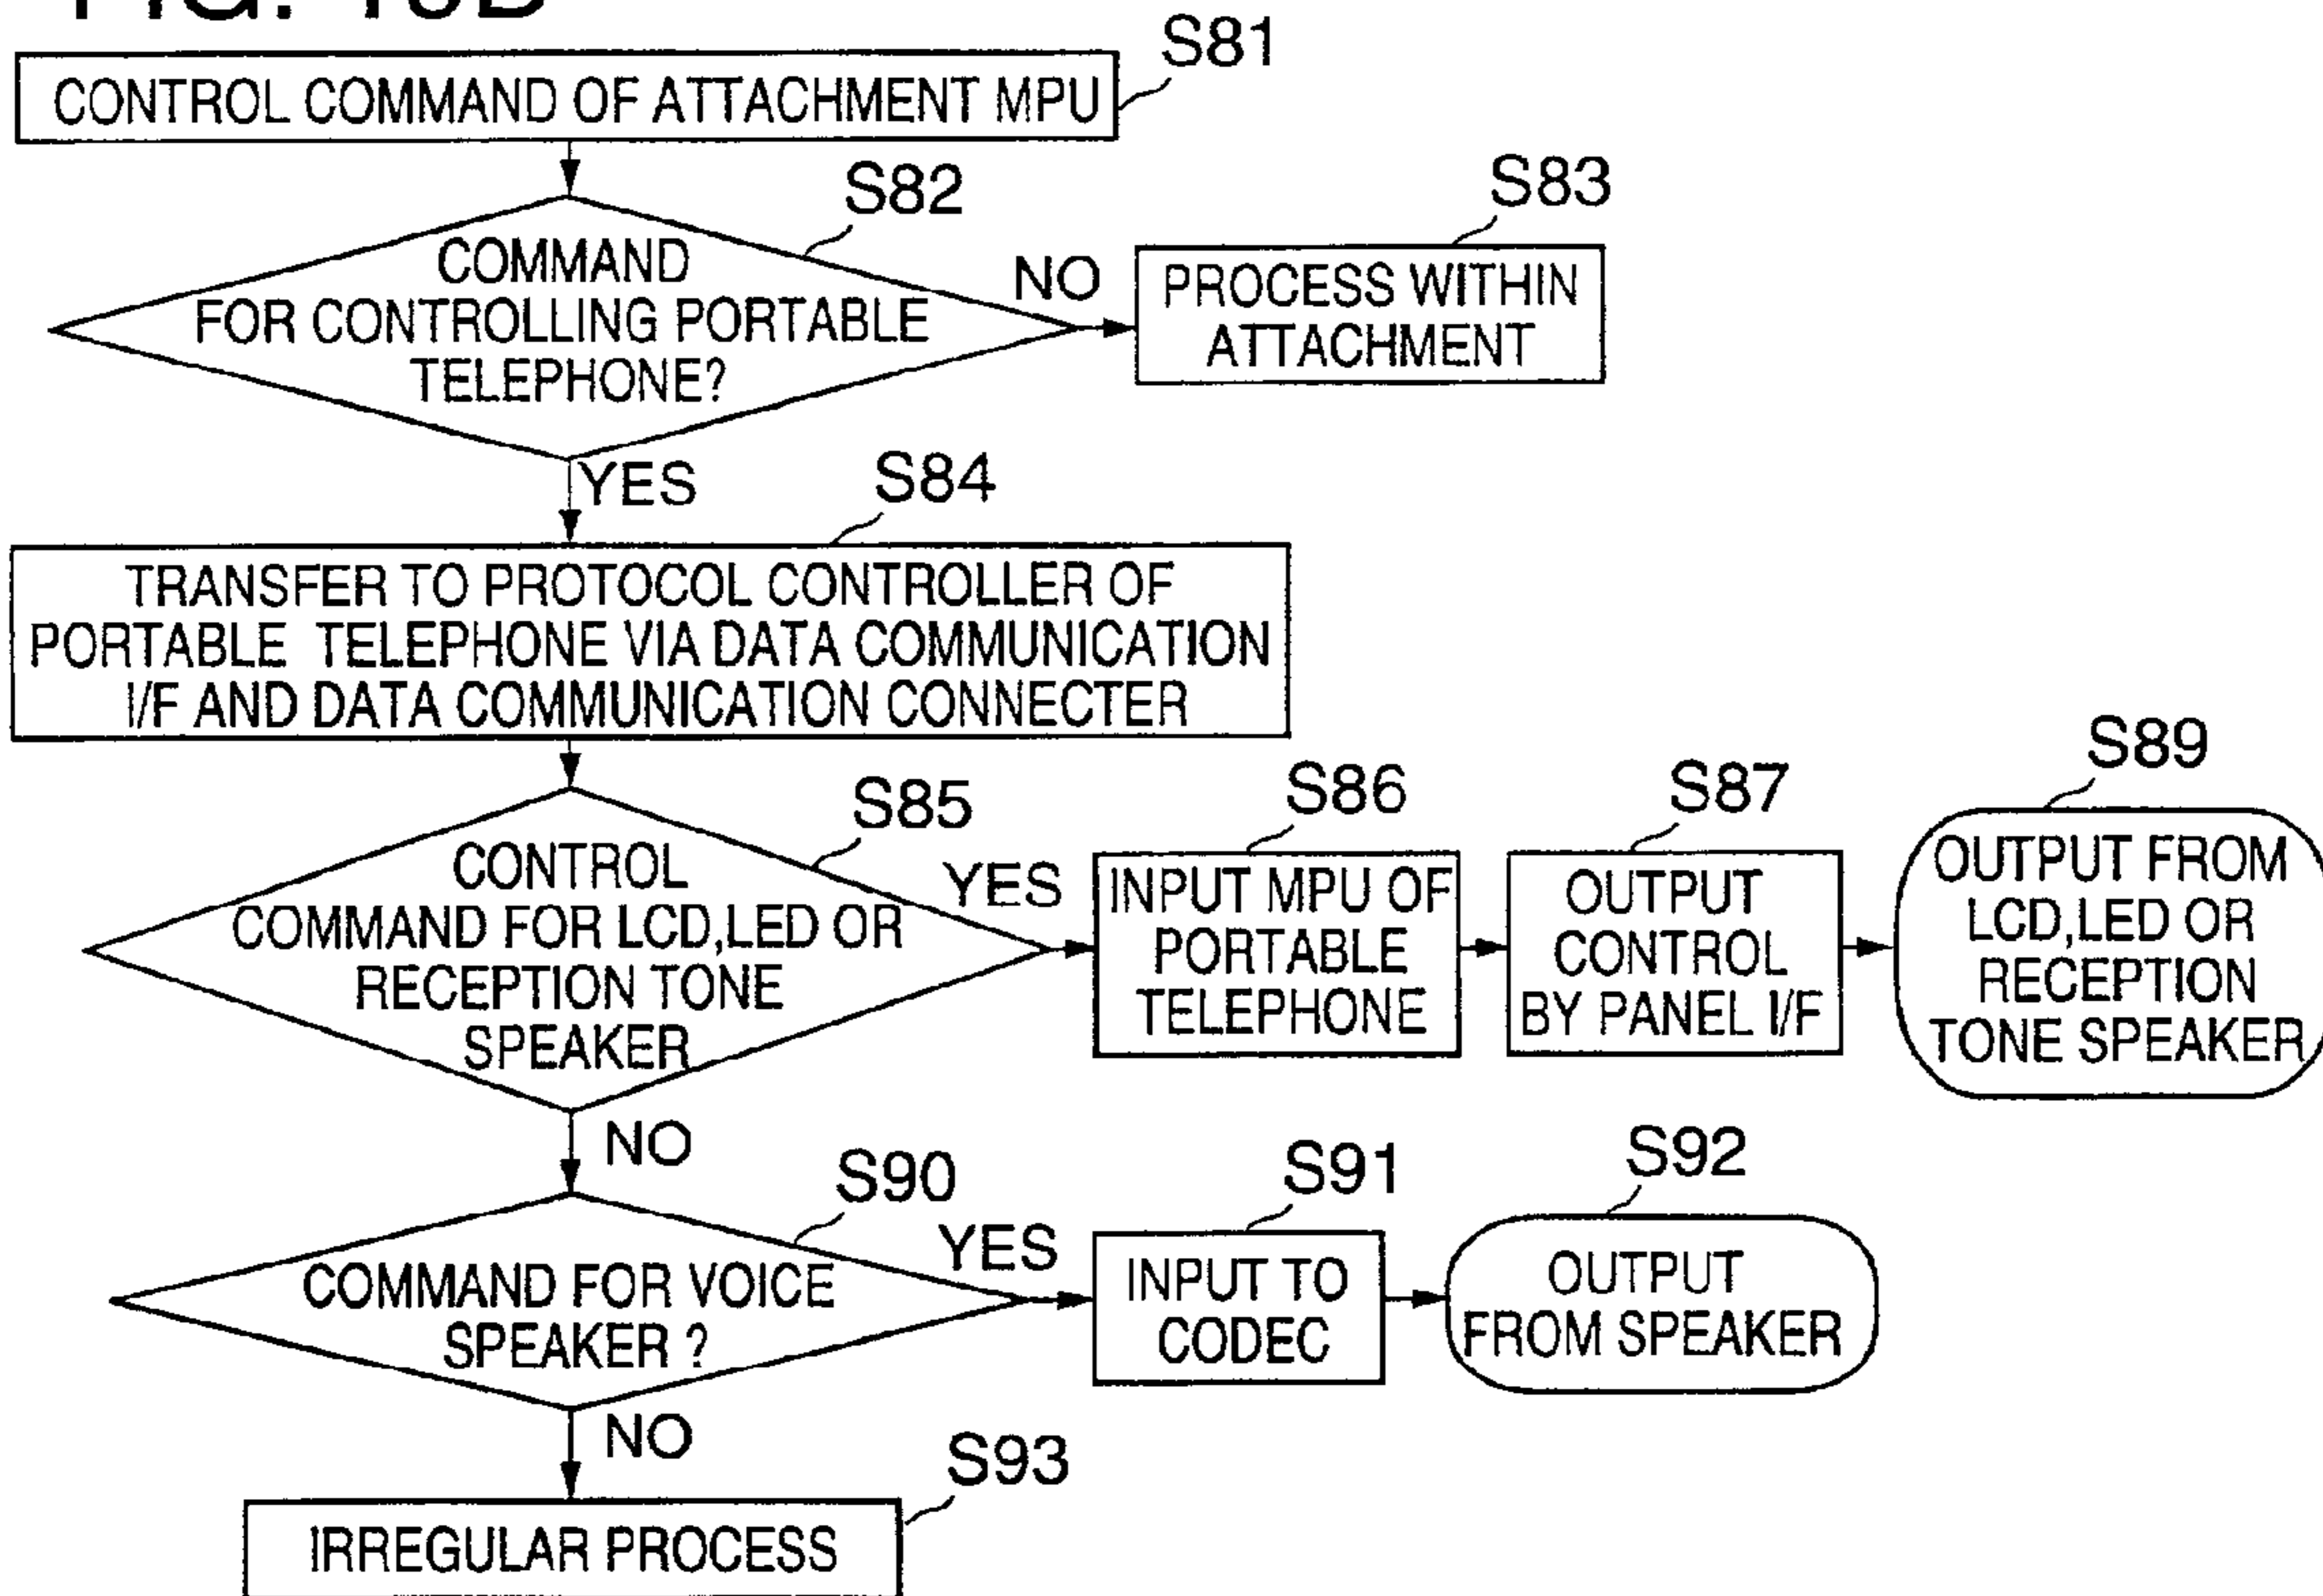 S81
CONTROL COMMAND OF ATTACHMENT MPU
S82
COMMAND
FOR CONTROLLING PORTABLE
TELEPHONE?
NO
S83
PROCESS WITHIN
ATTACHMENT
YES
S84
TRANSFER TO PROTOCOL CONTROLLER OF
PORTABLE TELEPHONE VIA DATA COMMUNICATION
I/F AND DATA COMMUNICATION CONNECTER
S85
CONTROL
COMMAND FOR LCD,LED OR
RECEPTION TONE
SPEAKER
YES
S86
INPUT MPU OF
PORTABLE
TELEPHONE
S87
OUTPUT
CONTROL
BY PANEL I/F
S89
OUTPUT FROM
LCD,LED OR
RECEPTION
TONE SPEAKER
NO
S90
COMMAND FOR VOICE
SPEAKER ?
YES
S91
INPUT TO
CODEC
S92
OUTPUT
FROM SPEAKER
NO
S93
IRREGULAR PROCESS